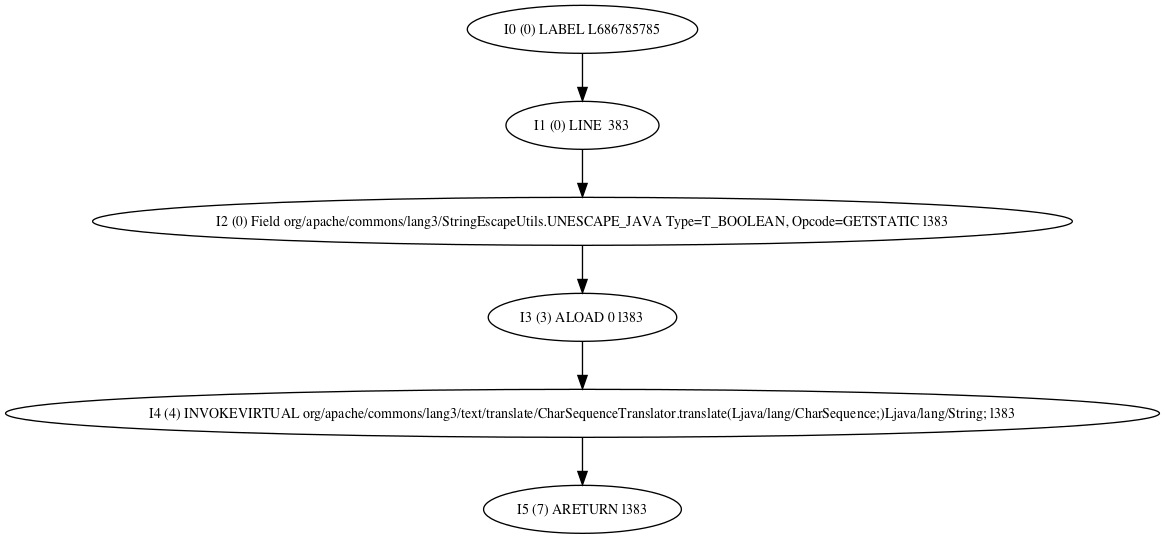 I0 (0) LABEL L686785785
I1 (0) LINE 383
I2 (0) Field org/apache/commons/lang3/StringEscapeUtils.UNESCAPE_JAVA Type=T_BOOLEAN, Opcode=GETSTATIC l383
I3 (3) ALOAD 0 l383
I4 (4) INVOKEVIRTUAL org/apache/commons/lang3/text/translate/CharSequenceTranslator.translate(Ljava/lang/CharSequence;)Ljava/lang/String; l383
I5 (7) ARETURN l383